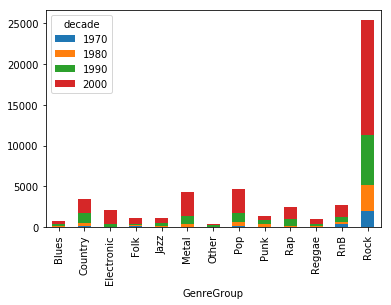 decade
1970
1980
1990
2000
25000
20000
15000
10000
5000
0
Blues
Country
Electronic
Folk
Jazz
Metal
Other
Pop
Punk
Rap
Reggae
RnB
Rock
GenreGroup